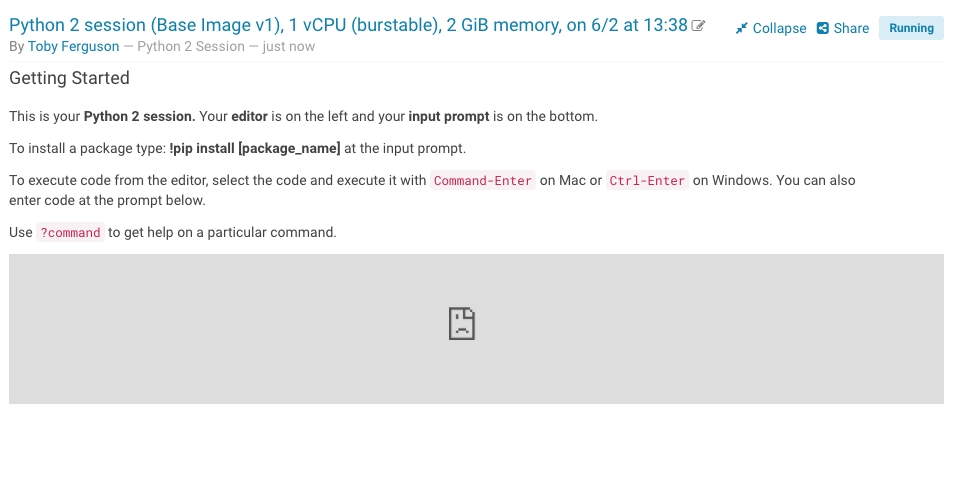 Python 2 session (Base Image v1), 1 vCPU (burstable), 2 GiB memory, on 6/2 at 13:38
Collapse Share Running
By Toby Ferguson — Python 2 Session — just now
Getting Started
This is your Python 2 session. Your editor is on the left and your input prompt is on the bottom.
To install a package type: !pip install [package_name] at the input prompt.
To execute code from the editor, select the code and execute it with Command-Enter on Mac or Ctrl-Enter on Windows. You can also
enter code at the prompt below.
Use ?command to get help on a particular command.